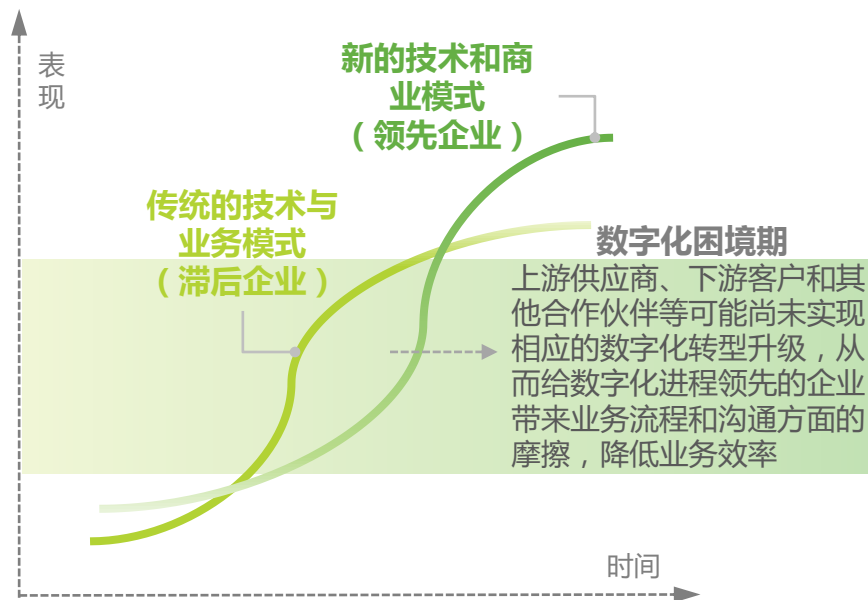 表
现
新的技术和商
业模式
（领先企业）
传统的技术与
业务模式
（滞后企业）
数字化困境期
上游供应商、下游客户和其
他合作伙伴等可能尚未实现
相应的数字化转型升级，从
而给数字化进程领先的企业
带来业务流程和沟通方面的
摩擦，降低业务效率
时间